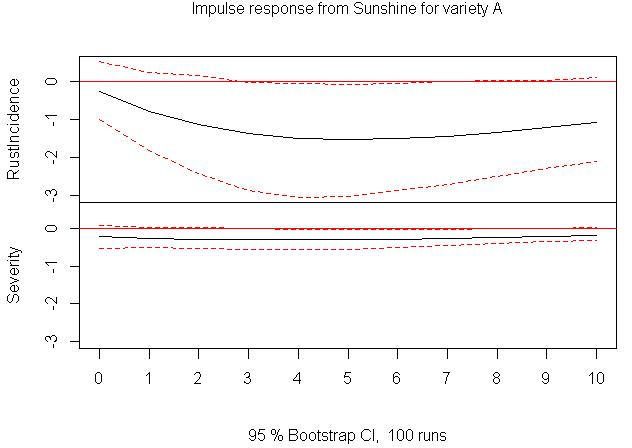 Impulse response from Sunshine for variety A
RustIncidence
0
-1
-2
-3
Severity
0
-1
-2
-3
0 1 2 3 4 5 6 7 8 9 10
95 % Bootstrap CI, 100 runs